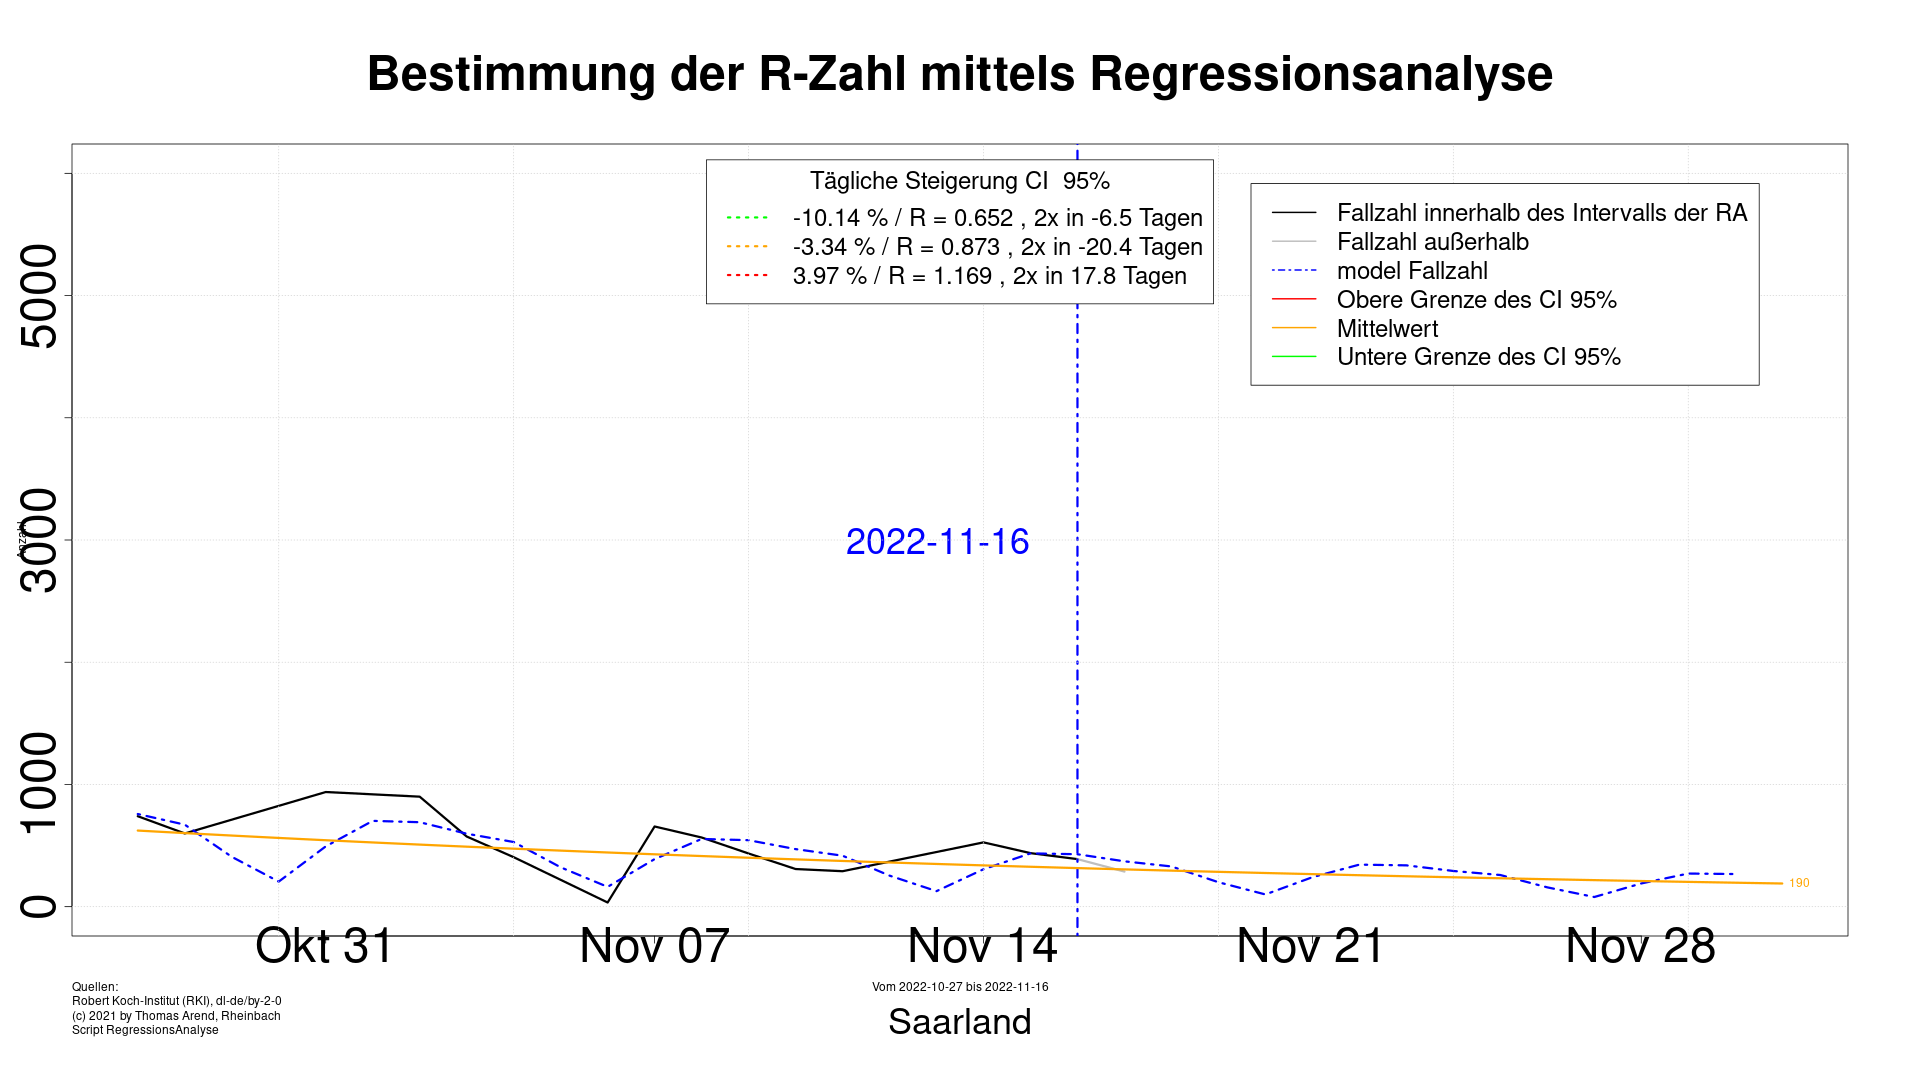 Bestimmung der R-Zahl mittels Regressionsanalyse
Tägliche Steigerung CI 95%
-10.14 % / R = 0.652 , 2x in -6.5 Tagen
-3.34 % / R = 0.873 , 2x in -20.4 Tagen
3.97 % / R = 1.169 , 2x in 17.8 Tagen
Fallzahl innerhalb des Intervalls der RA
Fallzahl außerhalb
model Fallzahl
Obere Grenze des CI 95%
Mittelwert
Untere Grenze des CI 95%
5000
3000
1000
0
Anzahl
2022-11-16
190
Okt 31
Nov 07
Nov 14
Nov 21
Nov 28
Quellen:
Robert Koch-Institut (RKI), dl-de/by-2-0
(c) 2021 by Thomas Arend, Rheinbach
Script RegressionsAnalyse
Vom 2022-10-27 bis 2022-11-16
Saarland